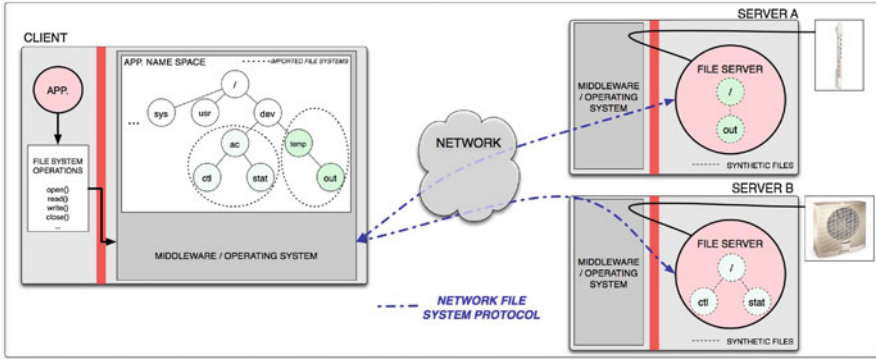 CLIENT
APP.
FILE SYSTEM
OPERATIONS
open()
read()
write()
close()
...
APP. NAME SPACE
IMPORTED FILE SYSTEMS
/
...
sys
usr
dev
ac
temp
ctl
stat
out
MIDDLEWARE / OPERATING SYSTEM
NETWORK
NETWORK FILE
SYSTEM PROTOCOL
SERVER A
MIDDLEWARE
/ OPERATING
SYSTEM
FILE SERVER
/
out
SYNTHETIC FILES
SERVER B
MIDDLEWARE
/ OPERATING
SYSTEM
FILE SERVER
/
ctl
stat
SYNTHETIC FILES